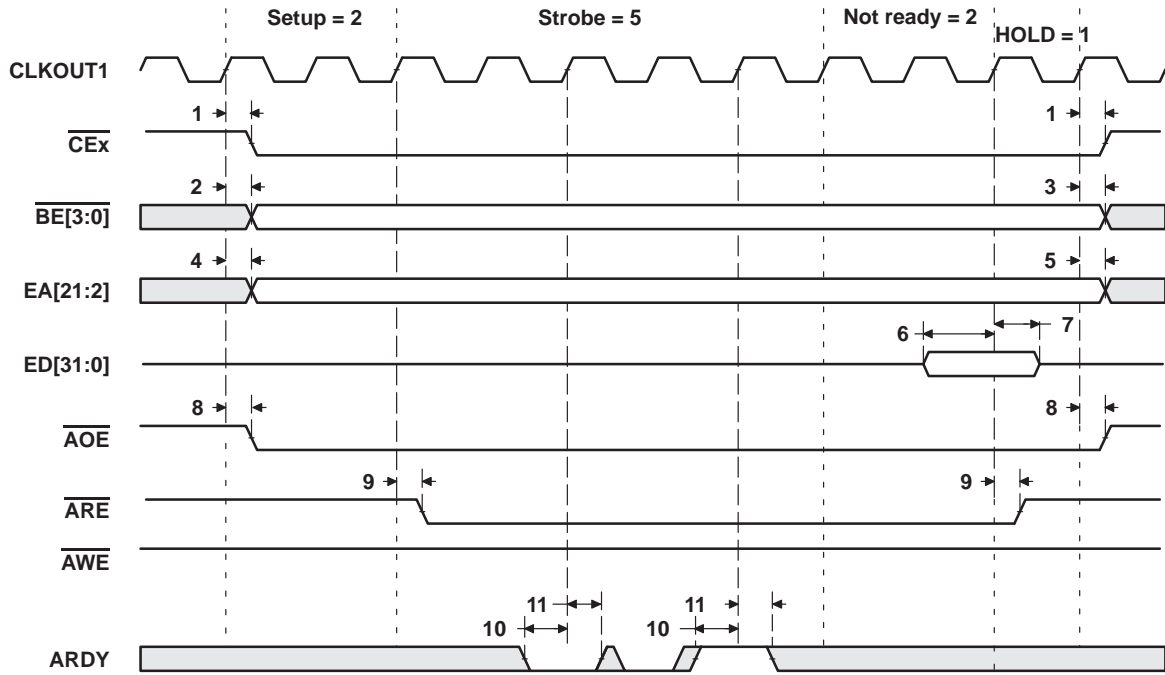 Setup = 2
Strobe = 5
Not ready = 2
HOLD = 1
CLKOUT1
1
1
CEx
2
3
BE[3:0]
4
5
EA[21:2]
6
7
ED[31:0]
8
8
AOE
9
9
ARE
AWE
11
11
10
10
ARDY